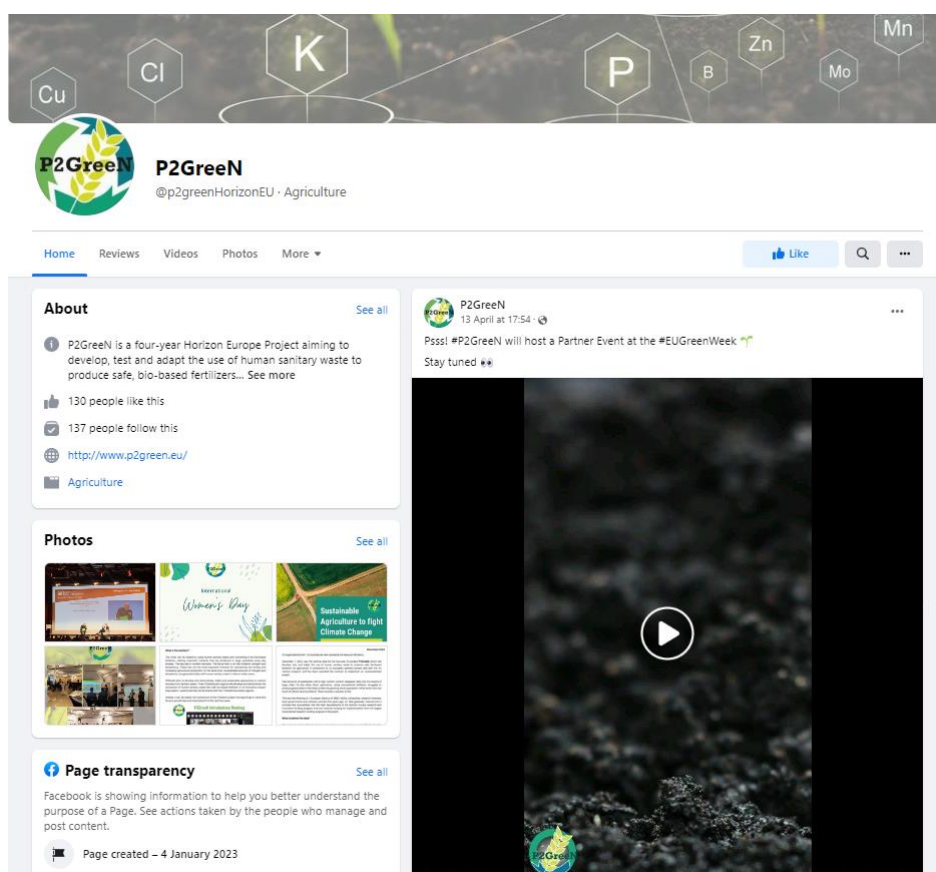 Cu
Cl
K
P
B
Zn
Mo
Mn
P2GreeN
P2GreeN
@p2greenHorizonEU · Agriculture
Home Reviews Videos Photos More
Like
About See all
P2GreeN is a four-year Horizon Europe Project aiming to
develop, test and adapt the use of human sanitary waste to
produce safe, bio-based fertilizers... See more
130 people like this
137 people follow this
http://www.p2green.eu/
Agriculture
Photos See all
International
Women's Day
Sustainable
Agriculture to fight
Climate Change
Page transparency See all
Facebook is showing information to help you better understand the
purpose of a Page. See actions taken by the people who manage and
post content.
Page created – 4 January 2023
P2GreeN
P2GreeN
13 April at 17:54 ·
Psss! #P2GreeN will host a Partner Event at the #EUGreenWeek 🌱
Stay tuned 👀
P2GreeN